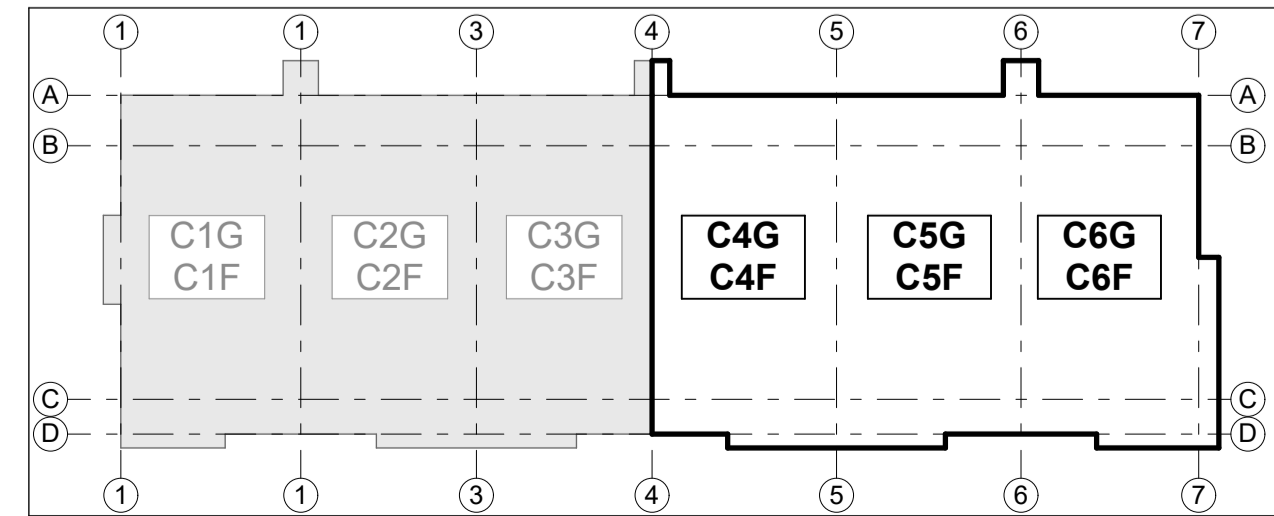 1 1 3 4 5 6 7
A A
B B
C1G C2G C3G C4G C5G C6G
C1F C2F C3F C4F C5F C6F
C C
D D
1 1 3 4 5 6 7